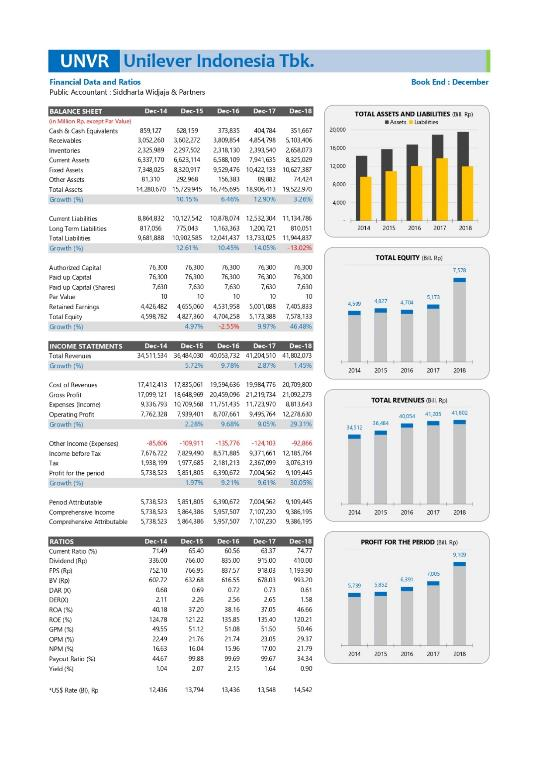 UNVR Unilever Indonesia Tbk.
Financial Data and Ratios Book End : December
Public Accountant : Siddharta Widjaja & Partners
BALANCE SHEET Dec-14 Dec-15 Dec-16 Dec-17 Dec-18
(in Million Rp, except Par Value)
Cash & Cash Equivalents 859,127 628,159 373,835 404,784 351,667
Receivables 3,052,260 3,602,272 3,809,854 4,854,798 5,103,406
Inventories 2,325,989 2,297,502 2,318,130 2,393,540 2,658,073
Current Assets 6,337,170 6,623,114 6,588,109 7,941,635 8,325,029
Fixed Assets 7,348,025 8,320,917 9,529,476 10,422,133 10,627,387
Other Assets 81,310 292,968 156,383 89,882 74,424
Total Assets 14,280,670 15,729,945 16,745,695 18,906,413 19,522,970
Growth (%) 10.15% 6.46% 12.90% 3.26%
Current Liabilities 8,864,832 10,127,542 10,878,074 12,532,304 11,134,786
Long Term Liabilities 817,056 775,043 1,163,363 1,200,721 810,051
Total Liabilities 9,681,888 10,902,585 12,041,437 13,733,025 11,944,837
Growth (%) 12.61% 10.45% 14.05% -13.02%
Authorized Capital 76,300 76,300 76,300 76,300 76,300
Paid up Capital 76,300 76,300 76,300 76,300 76,300
Paid up Capital (Shares) 7,630 7,630 7,630 7,630 7,630
Par Value 10 10 10 10 10
Retained Earnings 4,426,482 4,655,060 4,531,958 5,001,088 7,405,833
Total Equity 4,598,782 4,827,360 4,704,258 5,173,388 7,578,133
Growth (%) 4.97% -2.55% 9.97% 46.48%
INCOME STATEMENTS Dec-14 Dec-15 Dec-16 Dec-17 Dec-18
Total Revenues 34,511,534 36,484,030 40,053,732 41,204,510 41,802,073
Growth (%) 5.72% 9.78% 2.87% 1.45%
Cost of Revenues 17,412,413 17,835,061 19,594,636 19,984,776 20,709,800
Gross Profit 17,099,121 18,648,969 20,459,096 21,219,734 21,092,273
Expenses (Income) 9,336,793 10,709,568 11,751,435 11,723,970 8,813,643
Operating Profit 7,762,328 7,939,401 8,707,661 9,495,764 12,278,630
Growth (%) 2.28% 9.68% 9.05% 29.31%
Other Income (Expenses) -85,606 -109,911 -135,776 -124,103 -92,866
Income before Tax 7,676,722 7,829,490 8,571,885 9,371,661 12,185,764
Tax 1,938,199 1,977,685 2,181,213 2,367,099 3,076,319
Profit for the period 5,738,523 5,851,805 6,390,672 7,004,562 9,109,445
Growth (%) 1.97% 9.21% 9.61% 30.05%
Period Attributable 5,738,523 5,851,805 6,390,672 7,004,562 9,109,445
Comprehensive Income 5,738,523 5,864,386 5,957,507 7,107,230 9,386,195
Comprehensive Attributable 5,738,523 5,864,386 5,957,507 7,107,230 9,386,195
RATIOS Dec-14 Dec-15 Dec-16 Dec-17 Dec-18
Current Ratio (%) 71.49 65.40 60.56 63.37 74.77
Dividend (Rp) 336.00 766.00 835.00 915.00 410.00
EPS (Rp) 752.10 766.95 837.57 918.03 1,193.90
BV (Rp) 602.72 632.68 616.55 678.03 993.20
DAR (X) 0.68 0.69 0.72 0.73 0.61
DER(X) 2.11 2.26 2.56 2.65 1.58
ROA (%) 40.18 37.20 38.16 37.05 46.66
ROE (%) 124.78 121.22 135.85 135.40 120.21
GPM (%) 49.55 51.12 51.08 51.50 50.46
OPM (%) 22.49 21.76 21.74 23.05 29.37
NPM (%) 16.63 16.04 15.96 17.00 21.79
Payout Ratio (%) 44.67 99.88 99.69 99.67 34.34
Yield (%) 1.04 2.07 2.15 1.64 0.90
*US$ Rate (BI), Rp 12,436 13,794 13,436 13,548 14,542
TOTAL ASSETS AND LIABILITIES (Bill. Rp)
Assets Liabilities
20,000
16,000
12,000
8,000
4,000
-
2014 2015 2016 2017 2018
TOTAL EQUITY (Bill. Rp)
4,599 4,827 4,704 5,173 7,578
2014 2015 2016 2017 2018
TOTAL REVENUES (Bill. Rp)
34,512 36,484 40,054 41,205 41,802
2014 2015 2016 2017 2018
PROFIT FOR THE PERIOD (Bill. Rp)
5,739 5,852 6,391 7,005 9,109
2014 2015 2016 2017 2018